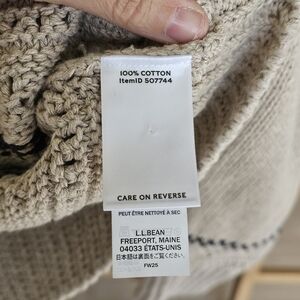 100% COTTON
ItemID 507744
CARE ON REVERSE
PEUT ÊTRE NETTOYÉ À SEC
L.L.BEAN
FREEPORT, MAINE
04033 ÉTATS-UNIS
日本語は裏面をご覧ください。
FW25